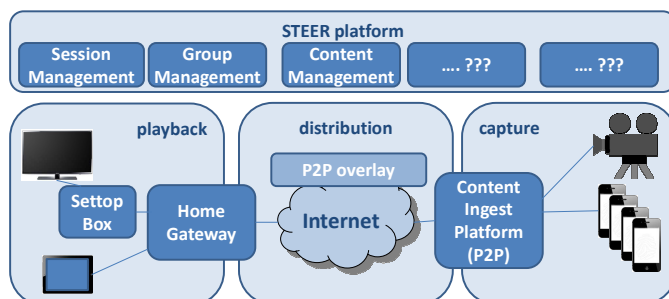 STEER platform
Session
Management
Group
Management
Content
Management
…. ???
…. ???
playback
distribution
capture
P2P overlay
Settop
Box
Home
Gateway
Internet
Content
Ingest
Platform
(P2P)